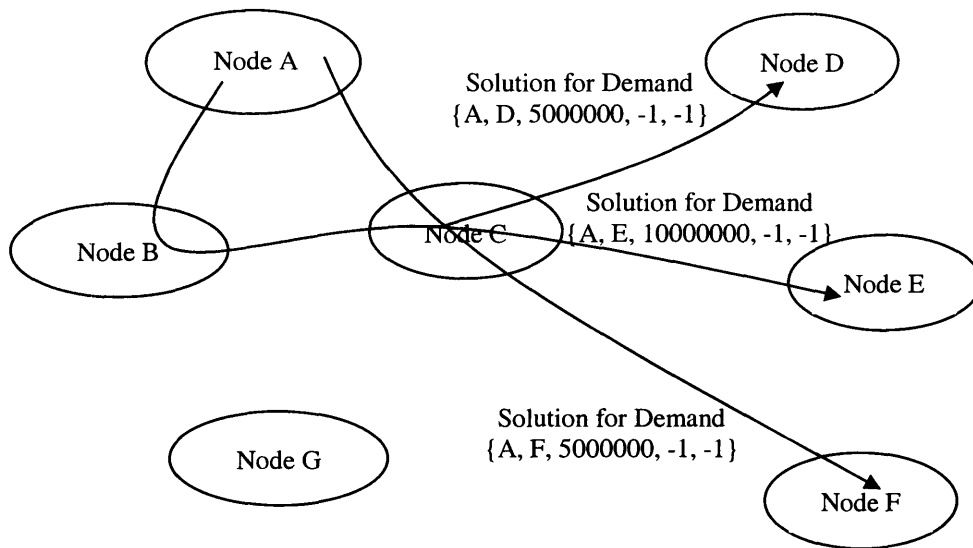 Node A
Node D
Solution for Demand
{A, D, 5000000, -1, -1}
Solution for Demand
{A, E, 10000000, -1, -1}
Node B
Node C
Node E
Solution for Demand
{A, F, 5000000, -1, -1}
Node G
Node F